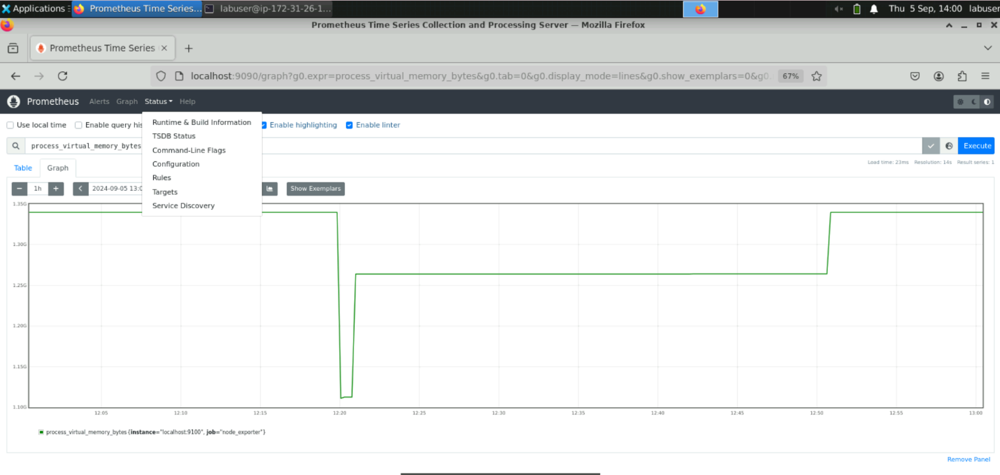 Applications
Prometheus Time Series...
labuser@ip-172-31-26-1...
Thu 5 Sep, 14:00 labuser
Prometheus Time Series Collection and Processing Server — Mozilla Firefox
Prometheus Time Series
localhost:9090/graph?g0.expr=process_virtual_memory_bytes&g0.tab=0&g0.display_mode=lines&g0.show_exemplars=0&g0.
67%
Prometheus Alerts Graph Status Help
Use local time Enable query his Enable highlighting Enable linter
Runtime & Build Information
TSDB Status
Command-Line Flags
Configuration
Rules
Targets
Service Discovery
process_virtual_memory_bytes
Execute
Load time: 23ms Resolution: 14s Result series: 1
Table Graph
− 1h + < 2024-09-05 13:0 Show Exemplars
1.35G
1.30G
1.25G
1.20G
1.15G
1.10G
12:05 12:10 12:15 12:20 12:25 12:30 12:35 12:40 12:45 12:50 12:55 13:00
process_virtual_memory_bytes{instance="localhost:9100", job="node_exporter"}
Remove Panel